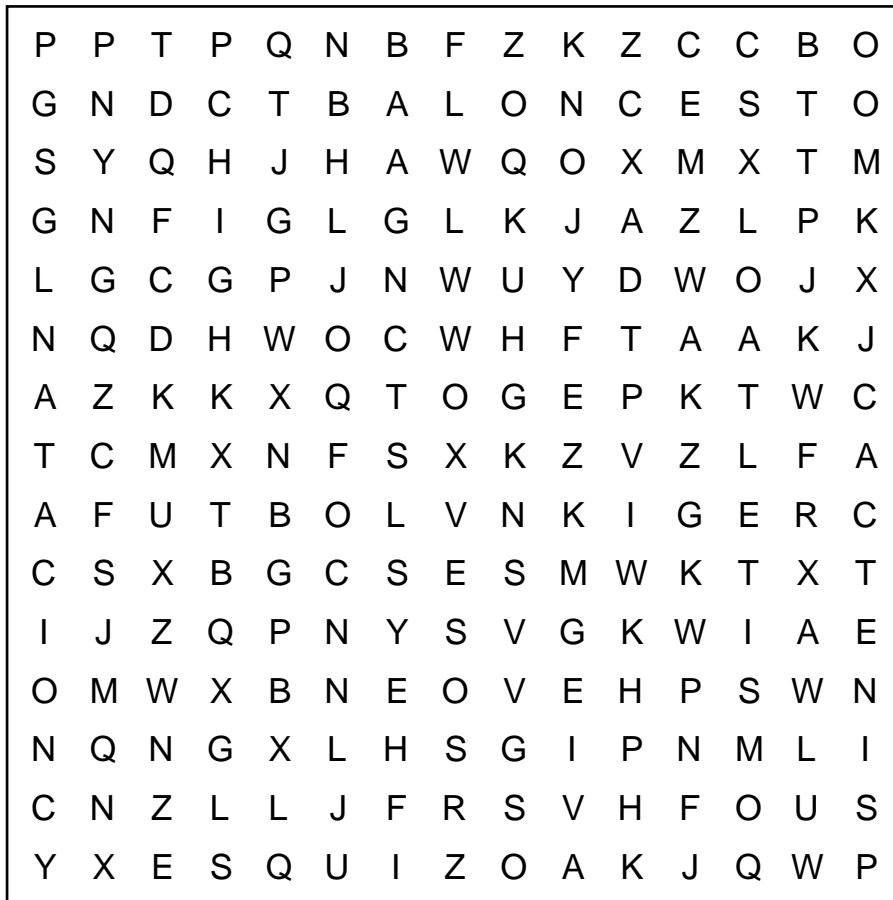 P P T P Q N B F Z K Z C C B O
G N D C T B A L O N C E S T O
S Y Q H J H A W Q O X M X T M
G N F I G L G L K J A Z L P K
L G C G P J N W U Y D W O J X
N Q D H W O C W H F T A A K J
A Z K K X Q T O G E P K T W C
T C M X N F S X K Z V Z L F A
A F U T B O L V N K I G E R C
C S X B G C S E S M W K T X T
I J Z Q P N Y S V G K W I A E
O M W X B N E O V E H P S W N
N Q N G X L H S G I P N M L I
C N Z L L J F R S V H F O U S
Y X E S Q U I Z O A K J Q W P